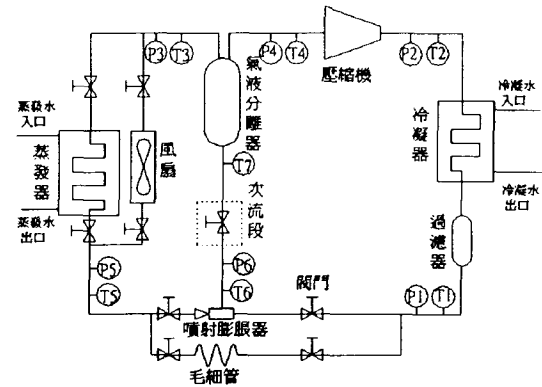 P3
T3
P4
T4
壓縮機
P2
T2
氣液分離器
蒸發水
入口
冷凝水
入口
蒸發器
風扇
冷凝器
T7
次流段
冷凝水
出口
蒸發水
出口
過濾器
P5
T5
P6
T6
閥門
P1
T1
噴射膨脹器
毛細管